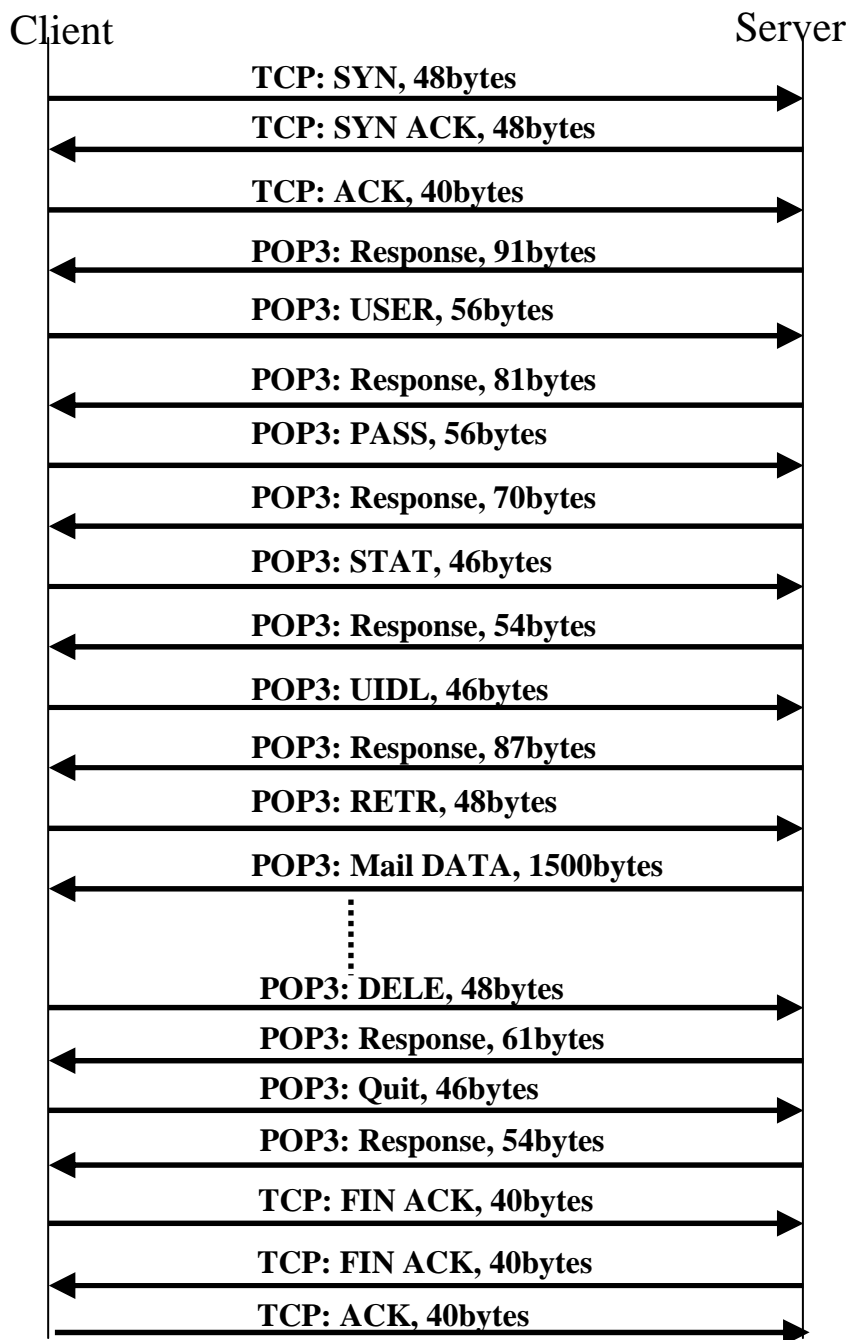 Client
Server
TCP: SYN, 48bytes
TCP: SYN ACK, 48bytes
TCP: ACK, 40bytes
POP3: Response, 91bytes
POP3: USER, 56bytes
POP3: Response, 81bytes
POP3: PASS, 56bytes
POP3: Response, 70bytes
POP3: STAT, 46bytes
POP3: Response, 54bytes
POP3: UIDL, 46bytes
POP3: Response, 87bytes
POP3: RETR, 48bytes
POP3: Mail DATA, 1500bytes
POP3: DELE, 48bytes
POP3: Response, 61bytes
POP3: Quit, 46bytes
POP3: Response, 54bytes
TCP: FIN ACK, 40bytes
TCP: FIN ACK, 40bytes
TCP: ACK, 40bytes